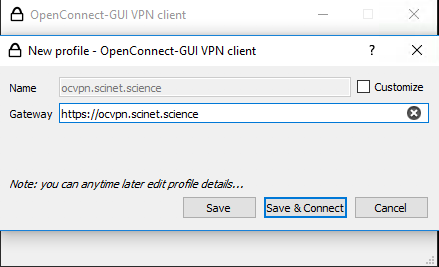 OpenConnect-GUI VPN client
New profile - OpenConnect-GUI VPN client ?
Name ocvpn.scinet.science Customize
Gateway https://ocvpn.scinet.science
Note: you can anytime later edit profile details...
Save Save & Connect Cancel